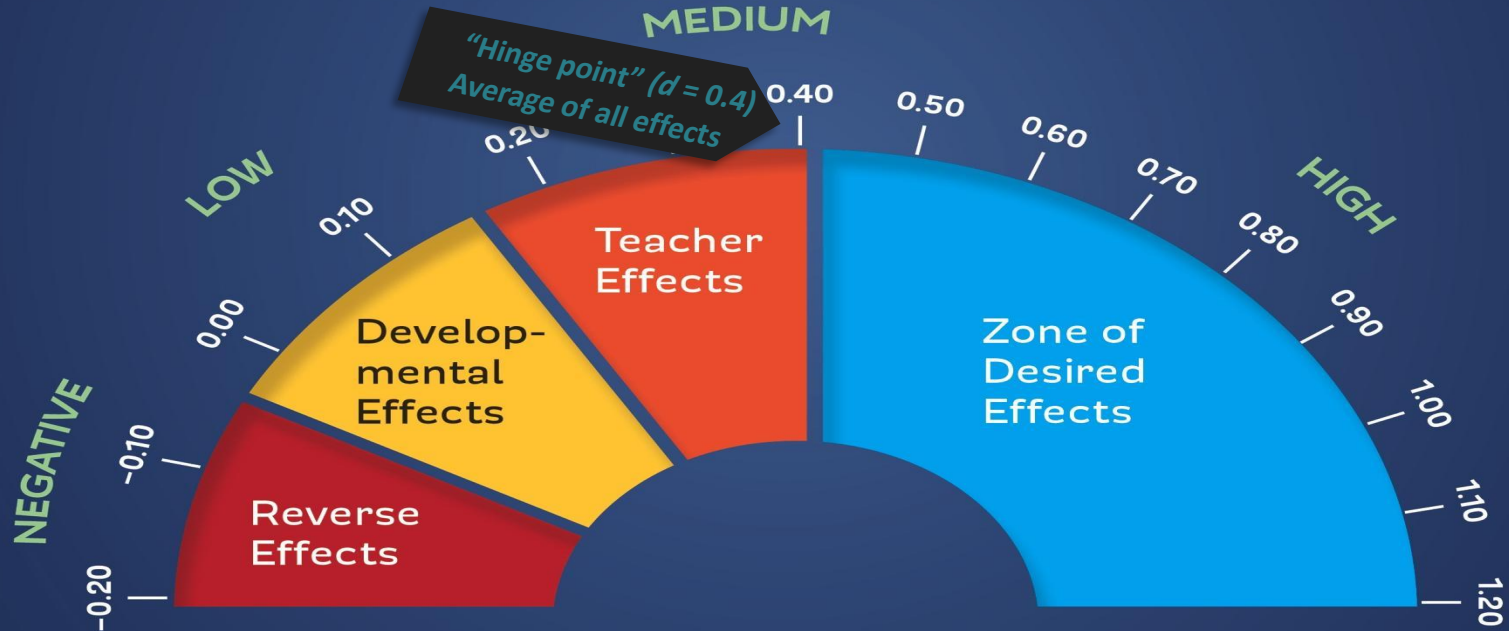 MEDIUM
“Hinge point” (d = 0.4)
Average of all effects
LOW
HIGH
NEGATIVE
-0.20
-0.10
0.00
0.10
0.20
0.40
0.50
0.60
0.70
0.80
0.90
1.00
1.10
1.20
Reverse
Effects
Develop-
mental
Effects
Teacher
Effects
Zone of
Desired
Effects